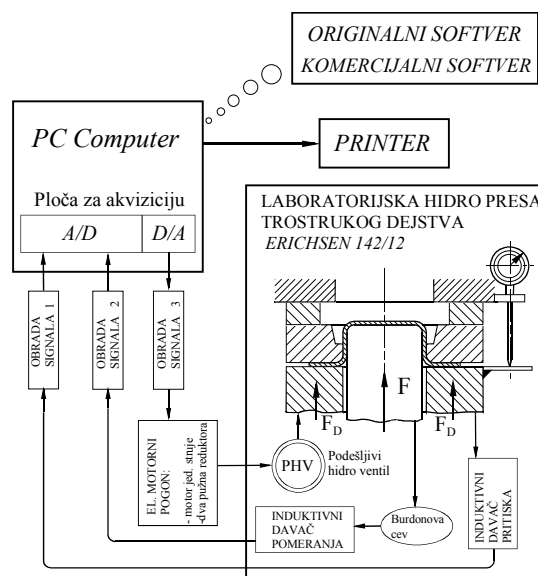 ORIGINALNI SOFTVER
KOMERCIJALNI SOFTVER
PC Computer
PRINTER
Ploča za akviziciju
A/D
D/A
LABORATORIJSKA HIDRO PRESA
TROSTRUKOG DEJSTVA
ERICHSEN 142/12
OBRADA
SIGNALA 1
OBRADA
SIGNALA 2
OBRADA
SIGNALA 3
F
F_D
F_D
EL. MOTORNI
POGON:
- motor jed. struje
-dva pužna reduktora
PHV
Podešljivi
hidro ventil
INDUKTIVNI
DAVAČ
POMERANJA
Burdonova
cev
INDUKTIVNI
DAVAČ
PRITISKA